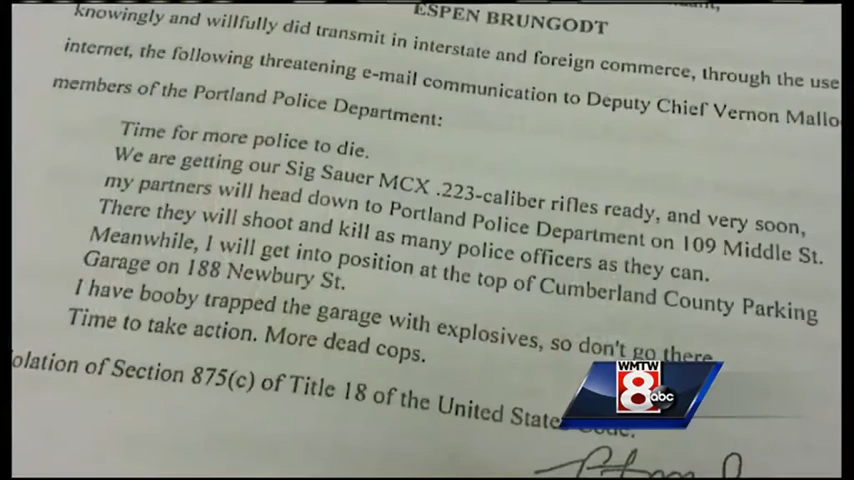 ESPEN BRUNGODT
knowingly and willfully did transmit in interstate and foreign commerce, through the use
internet, the following threatening e-mail communication to Deputy Chief Vernon Mallo
members of the Portland Police Department:
Time for more police to die.
We are getting our Sig Sauer MCX .223-caliber rifles ready, and very soon,
my partners will head down to Portland Police Department on 109 Middle St.
There they will shoot and kill as many police officers as they can.
Meanwhile, I will get into position at the top of Cumberland County Parking
Garage on 188 Newbury St.
I have booby trapped the garage with explosives, so don't go there
Time to take action. More dead cops.
olation of Section 875(c) of Title 18 of the United States Code.
WMTW
8 abc